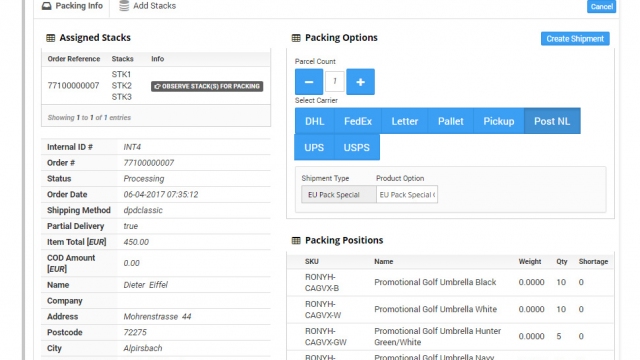 Packing Info
Add Stacks
Cancel
Assigned Stacks
Order Reference Stacks Info
77100000007
STK1
STK2
STK3
OBSERVE STACK(S) FOR PACKING
Showing 1 to 1 of 1 entries
Internal ID # INT4
Order # 77100000007
Status Processing
Order Date 06-04-2017 07:35:12
Shipping Method dpdclassic
Partial Delivery true
Item Total [EUR] 450.00
COD Amount
[EUR] 0.00
Name Dieter Eiffel
Company
Address Mohrenstrasse 44
Postcode 72275
City Alpirsbach
Packing Options
Create Shipment
Parcel Count
− 1 +
Select Carrier
DHL FedEx Letter Pallet Pickup Post NL
UPS USPS
Shipment Type Product Option
EU Pack Special EU Pack Special (
Packing Positions
SKU Name Weight Qty Shortage
RONYH-
CAGVX-B Promotional Golf Umbrella Black 0.0000 10 0
RONYH-
CAGVX-W Promotional Golf Umbrella White 0.0000 10 0
RONYH-
CAGVX-GW Promotional Golf Umbrella Hunter
Green/White 0.0000 5 0
RONYH- Promotional Golf Umbrella Navy